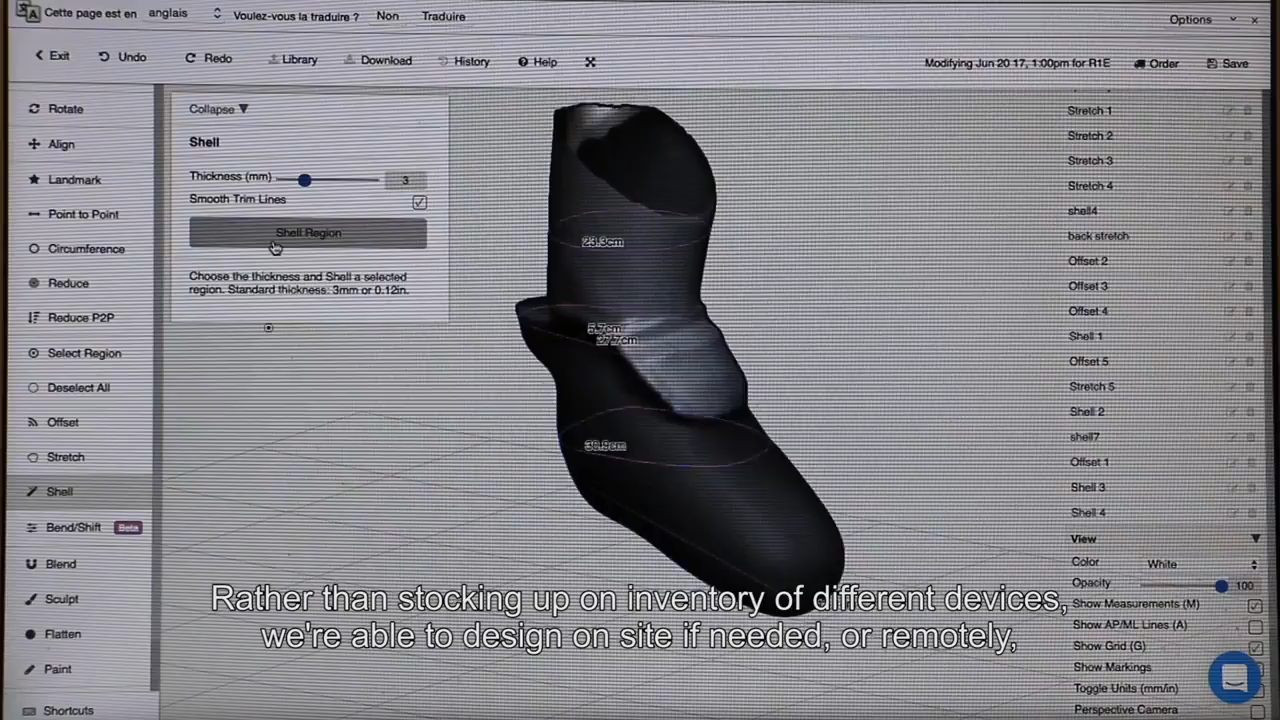 Cette page est en anglais Voulez-vous la traduire ? Non Traduire Options
Exit Undo Redo Library Download History Help Modifying Jun 20 17, 1:00pm for R1E Order Save
Rotate
Align
Landmark
Point to Point
Circumference
Reduce
Reduce P2P
Select Region
Deselect All
Offset
Stretch
Shell
Bend/Shift Beta
Blend
Sculpt
Flatten
Paint
Shortcuts
Collapse
Shell
Thickness (mm) 3
Smooth Trim Lines
Shell Region
Choose the thickness and Shell a selected
region. Standard thickness: 3mm or 0.12in.
23.3cm
5.7cm
36.9cm
Stretch 1
Stretch 2
Stretch 3
Stretch 4
shell4
back stretch
Offset 2
Offset 3
Offset 4
Shell 1
Offset 5
Stretch 5
Shell 2
shell7
Offset 1
Shell 3
Shell 4
View
Color White
Opacity 100
Show Measurements (M)
Show AP/ML Lines (A)
Show Grid (G)
Show Markings
Toggle Units (mm/in)
Perspective Camera
Rather than stocking up on inventory of different devices,
we're able to design on site if needed, or remotely,